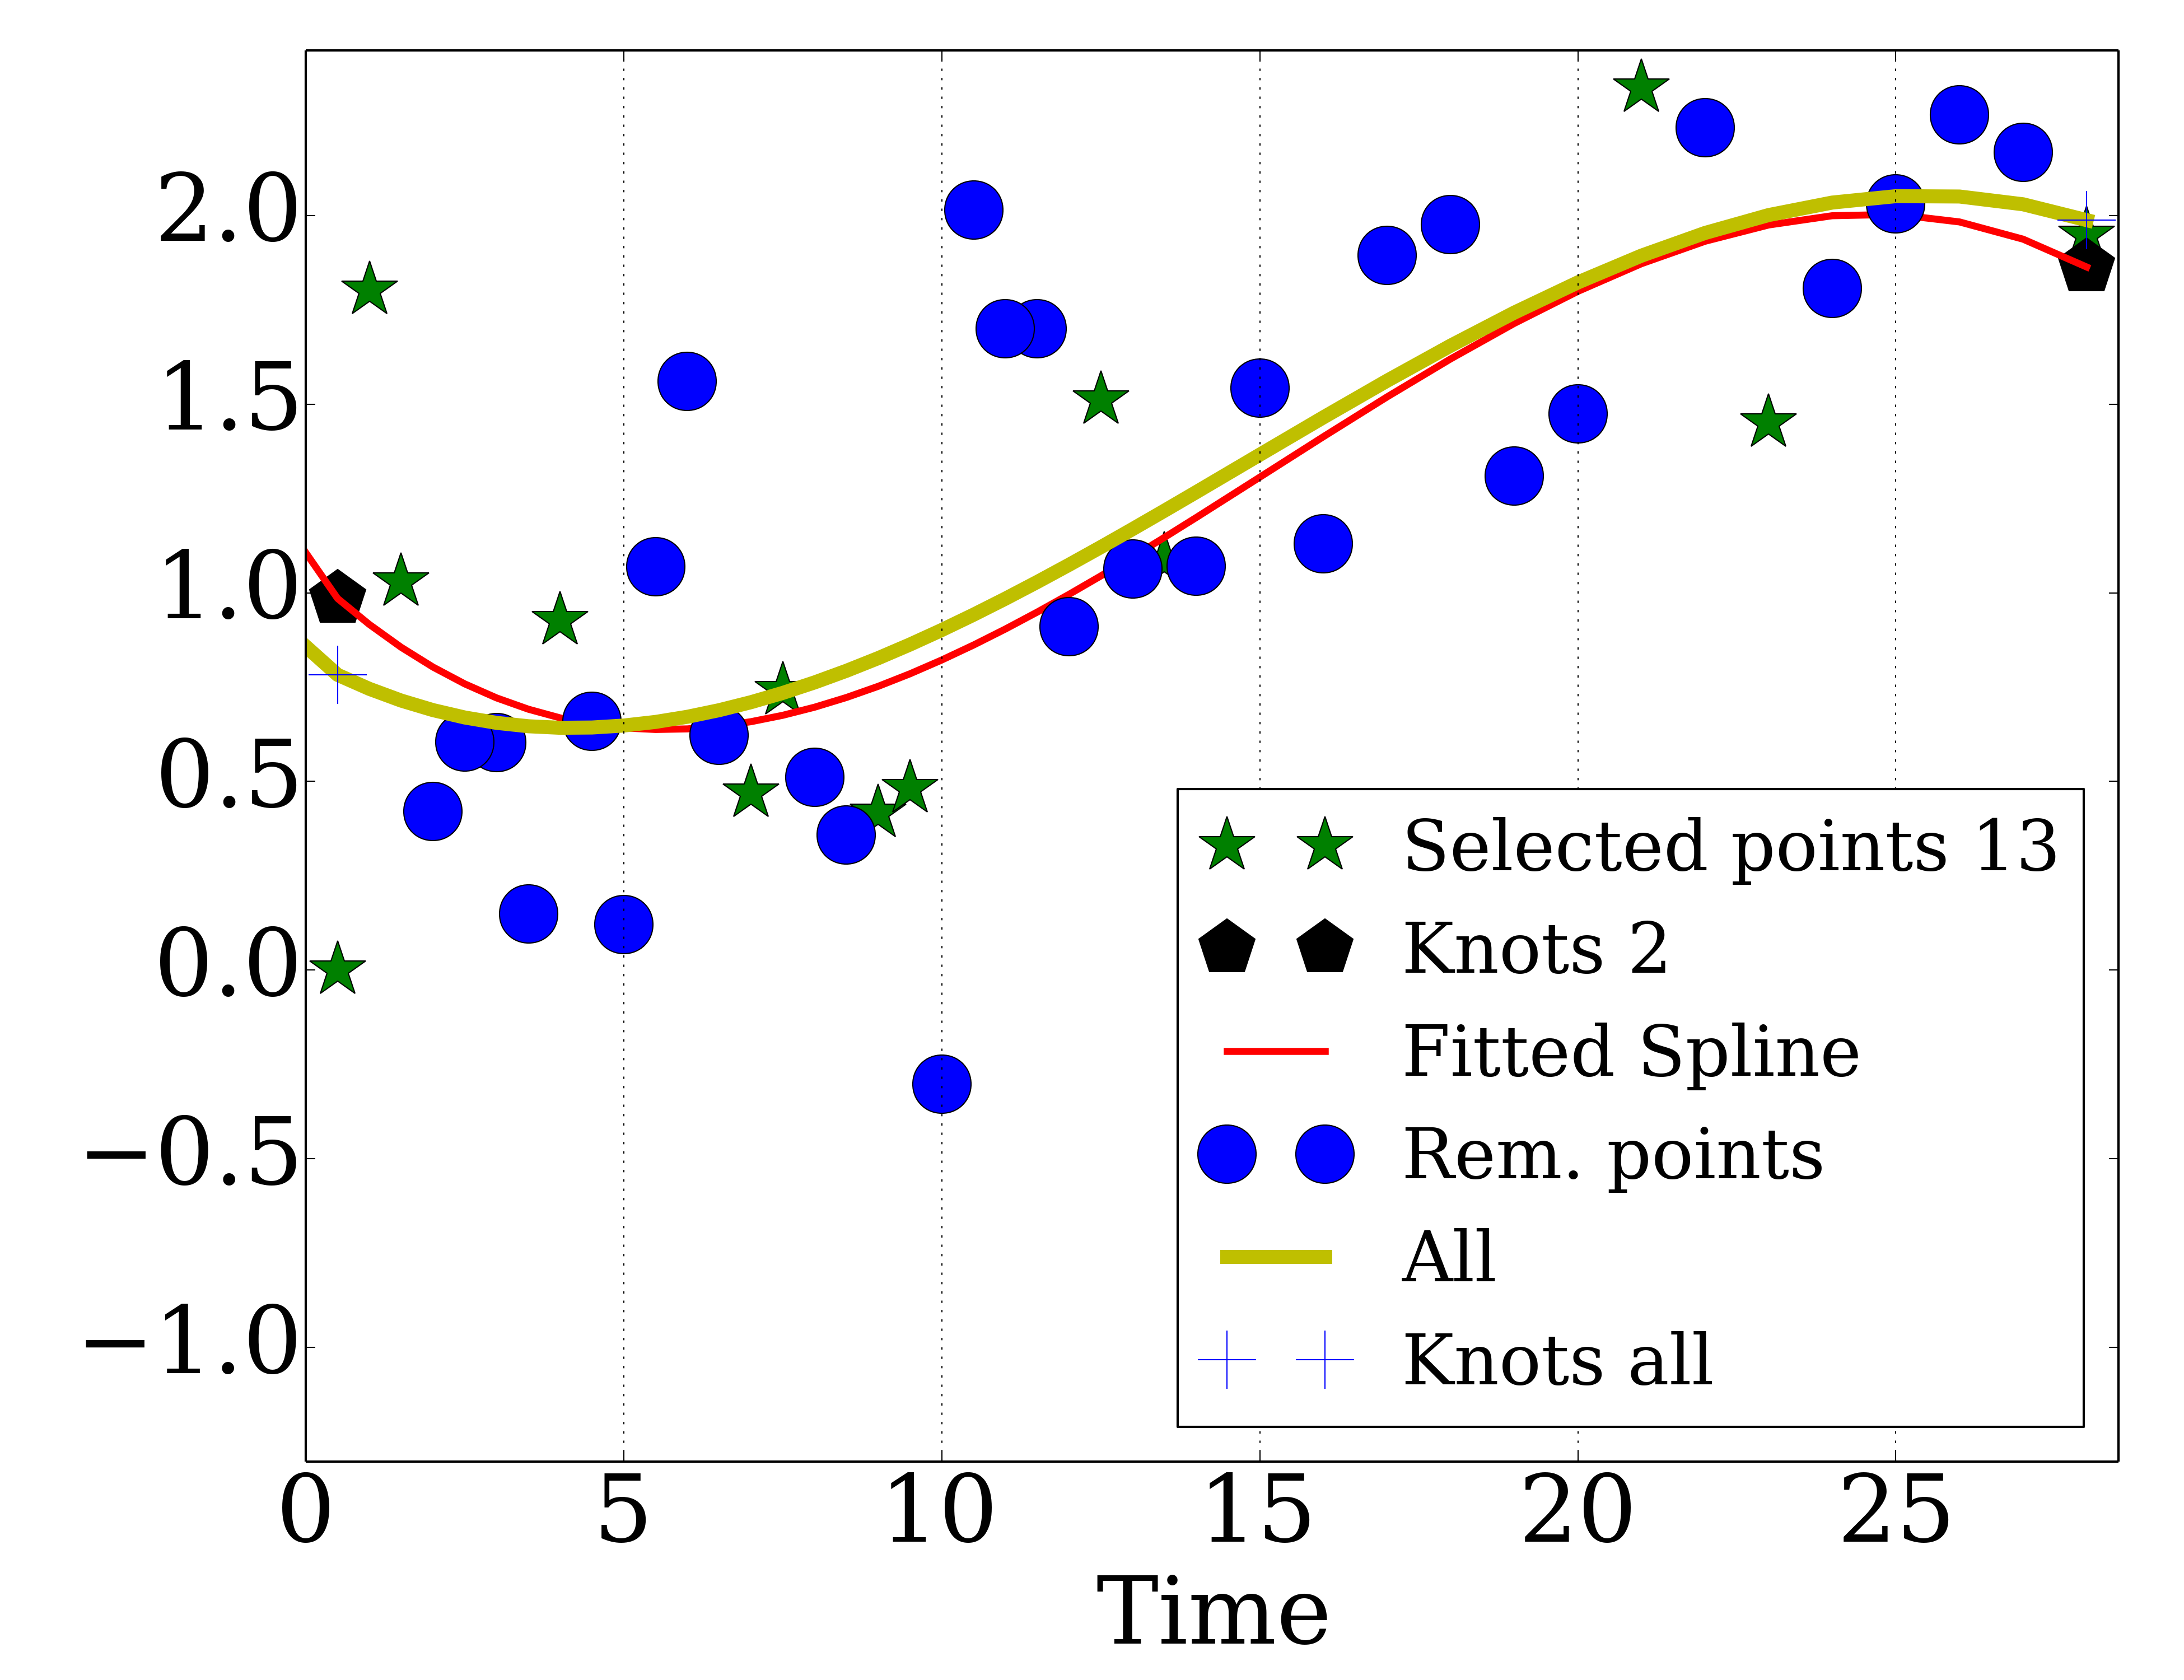 2.0
1.5
1.0
0.5
0.0
−0.5
−1.0
Selected points 13
Knots 2
Fitted Spline
Rem. points
All
Knots all
0 5 10 15 20 25
Time